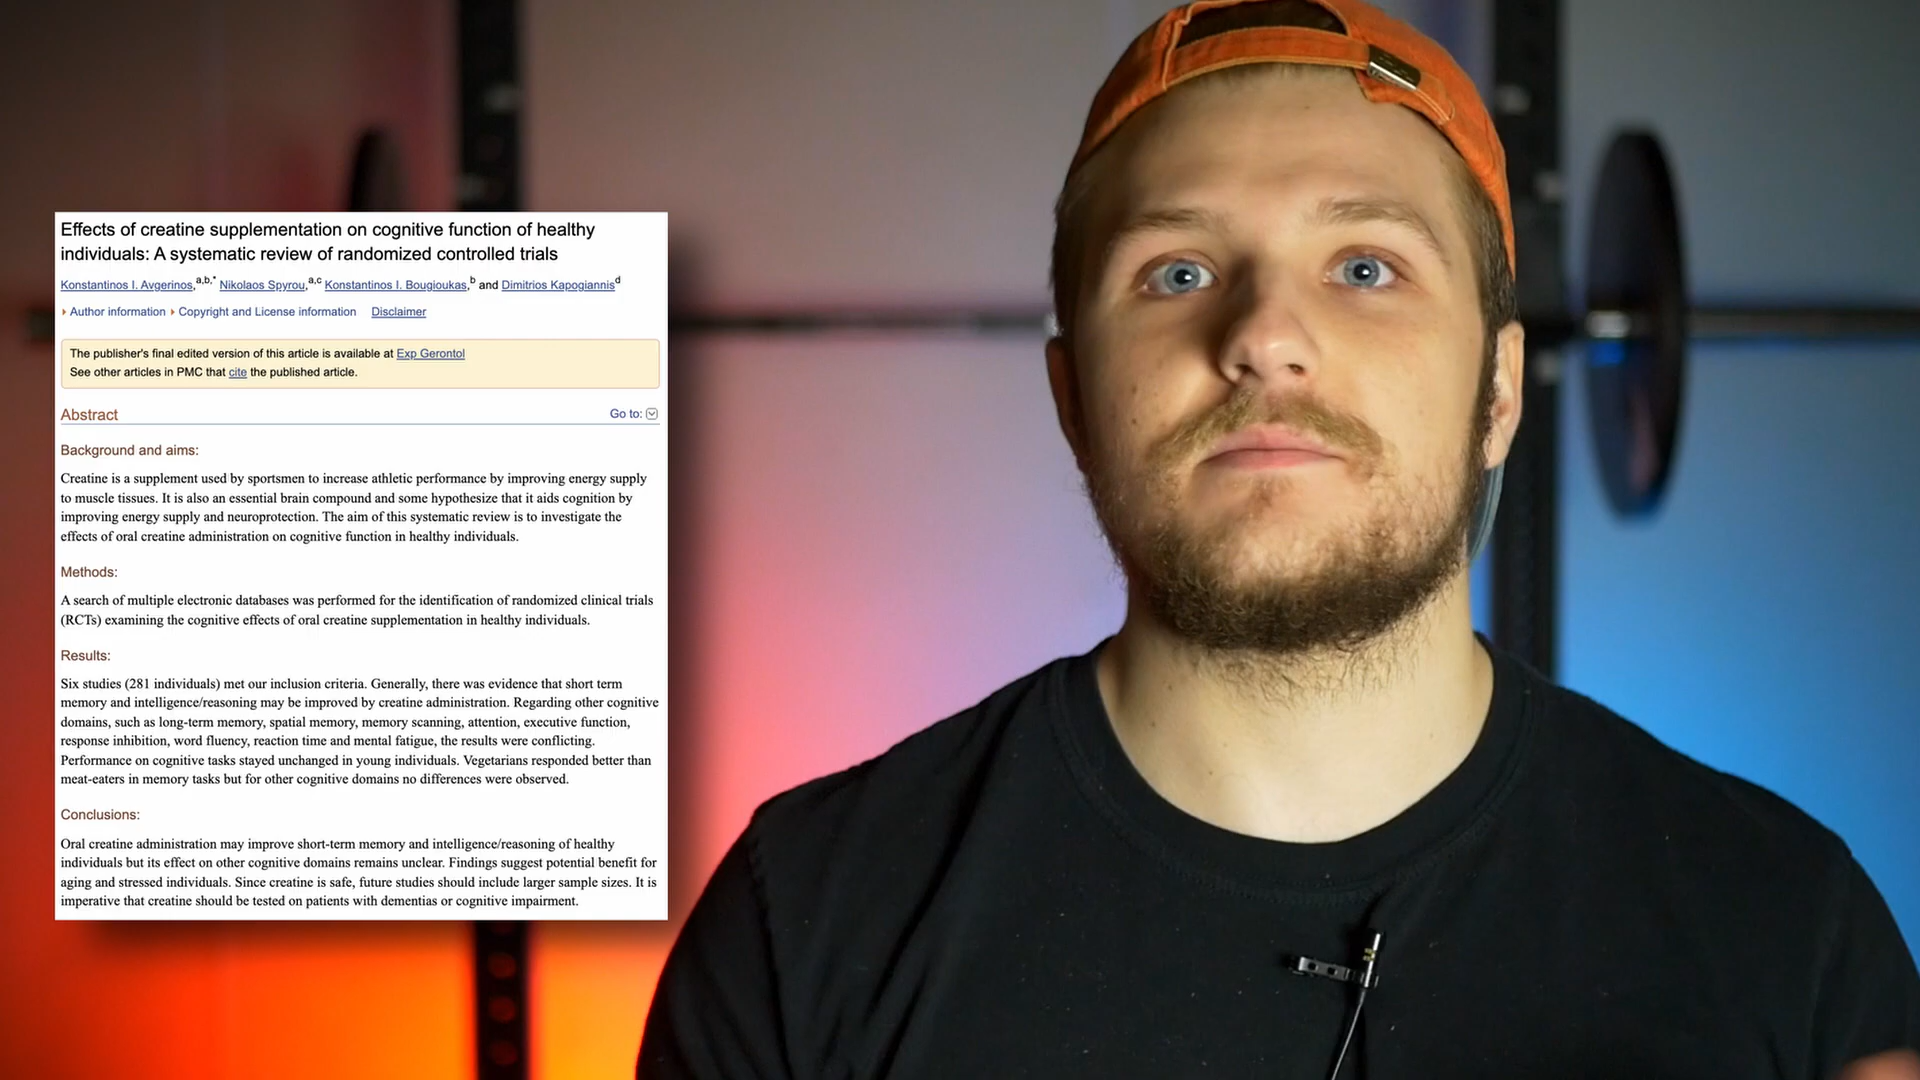 Effects of creatine supplementation on cognitive function of healthy
individuals: A systematic review of randomized controlled trials
Konstantinos I. Avgerinos,a,b,* Nikolaos Spyrou,a,c Konstantinos I. Bougioukas,b and Dimitrios Kapogiannisd
Author information Copyright and License information Disclaimer
The publisher's final edited version of this article is available at Exp Gerontol
See other articles in PMC that cite the published article.
Abstract Go to:
Background and aims:
Creatine is a supplement used by sportsmen to increase athletic performance by improving energy supply
to muscle tissues. It is also an essential brain compound and some hypothesize that it aids cognition by
improving energy supply and neuroprotection. The aim of this systematic review is to investigate the
effects of oral creatine administration on cognitive function in healthy individuals.
Methods:
A search of multiple electronic databases was performed for the identification of randomized clinical trials
(RCTs) examining the cognitive effects of oral creatine supplementation in healthy individuals.
Results:
Six studies (281 individuals) met our inclusion criteria. Generally, there was evidence that short term
memory and intelligence/reasoning may be improved by creatine administration. Regarding other cognitive
domains, such as long-term memory, spatial memory, memory scanning, attention, executive function,
response inhibition, word fluency, reaction time and mental fatigue, the results were conflicting.
Performance on cognitive tasks stayed unchanged in young individuals. Vegetarians responded better than
meat-eaters in memory tasks but for other cognitive domains no differences were observed.
Conclusions:
Oral creatine administration may improve short-term memory and intelligence/reasoning of healthy
individuals but its effect on other cognitive domains remains unclear. Findings suggest potential benefit for
aging and stressed individuals. Since creatine is safe, future studies should include larger sample sizes. It is
imperative that creatine should be tested on patients with dementias or cognitive impairment.